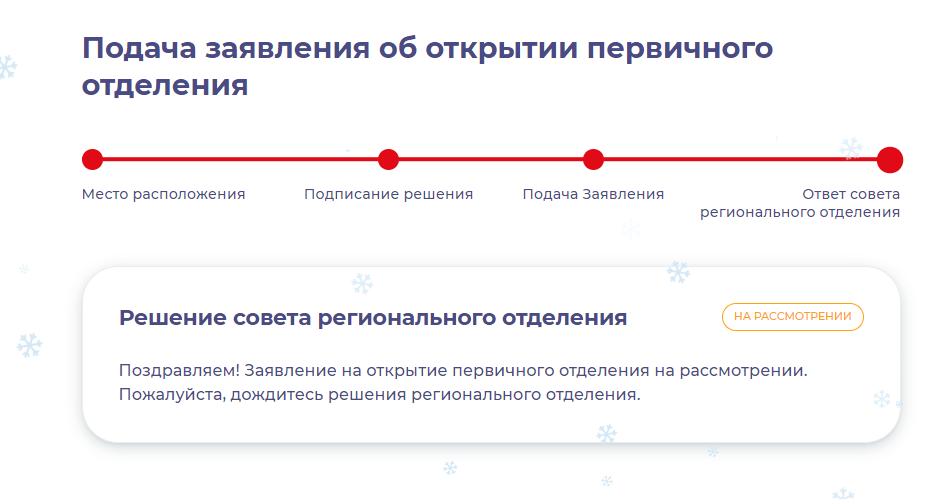 Подача заявления об открытии первичного
отделения
Место расположения
Подписание решения
Подача Заявления
Ответ совета
регионального отделения
Решение совета регионального отделения
НА РАССМОТРЕНИИ
Поздравляем! Заявление на открытие первичного отделения на рассмотрении.
Пожалуйста, дождитесь решения регионального отделения.